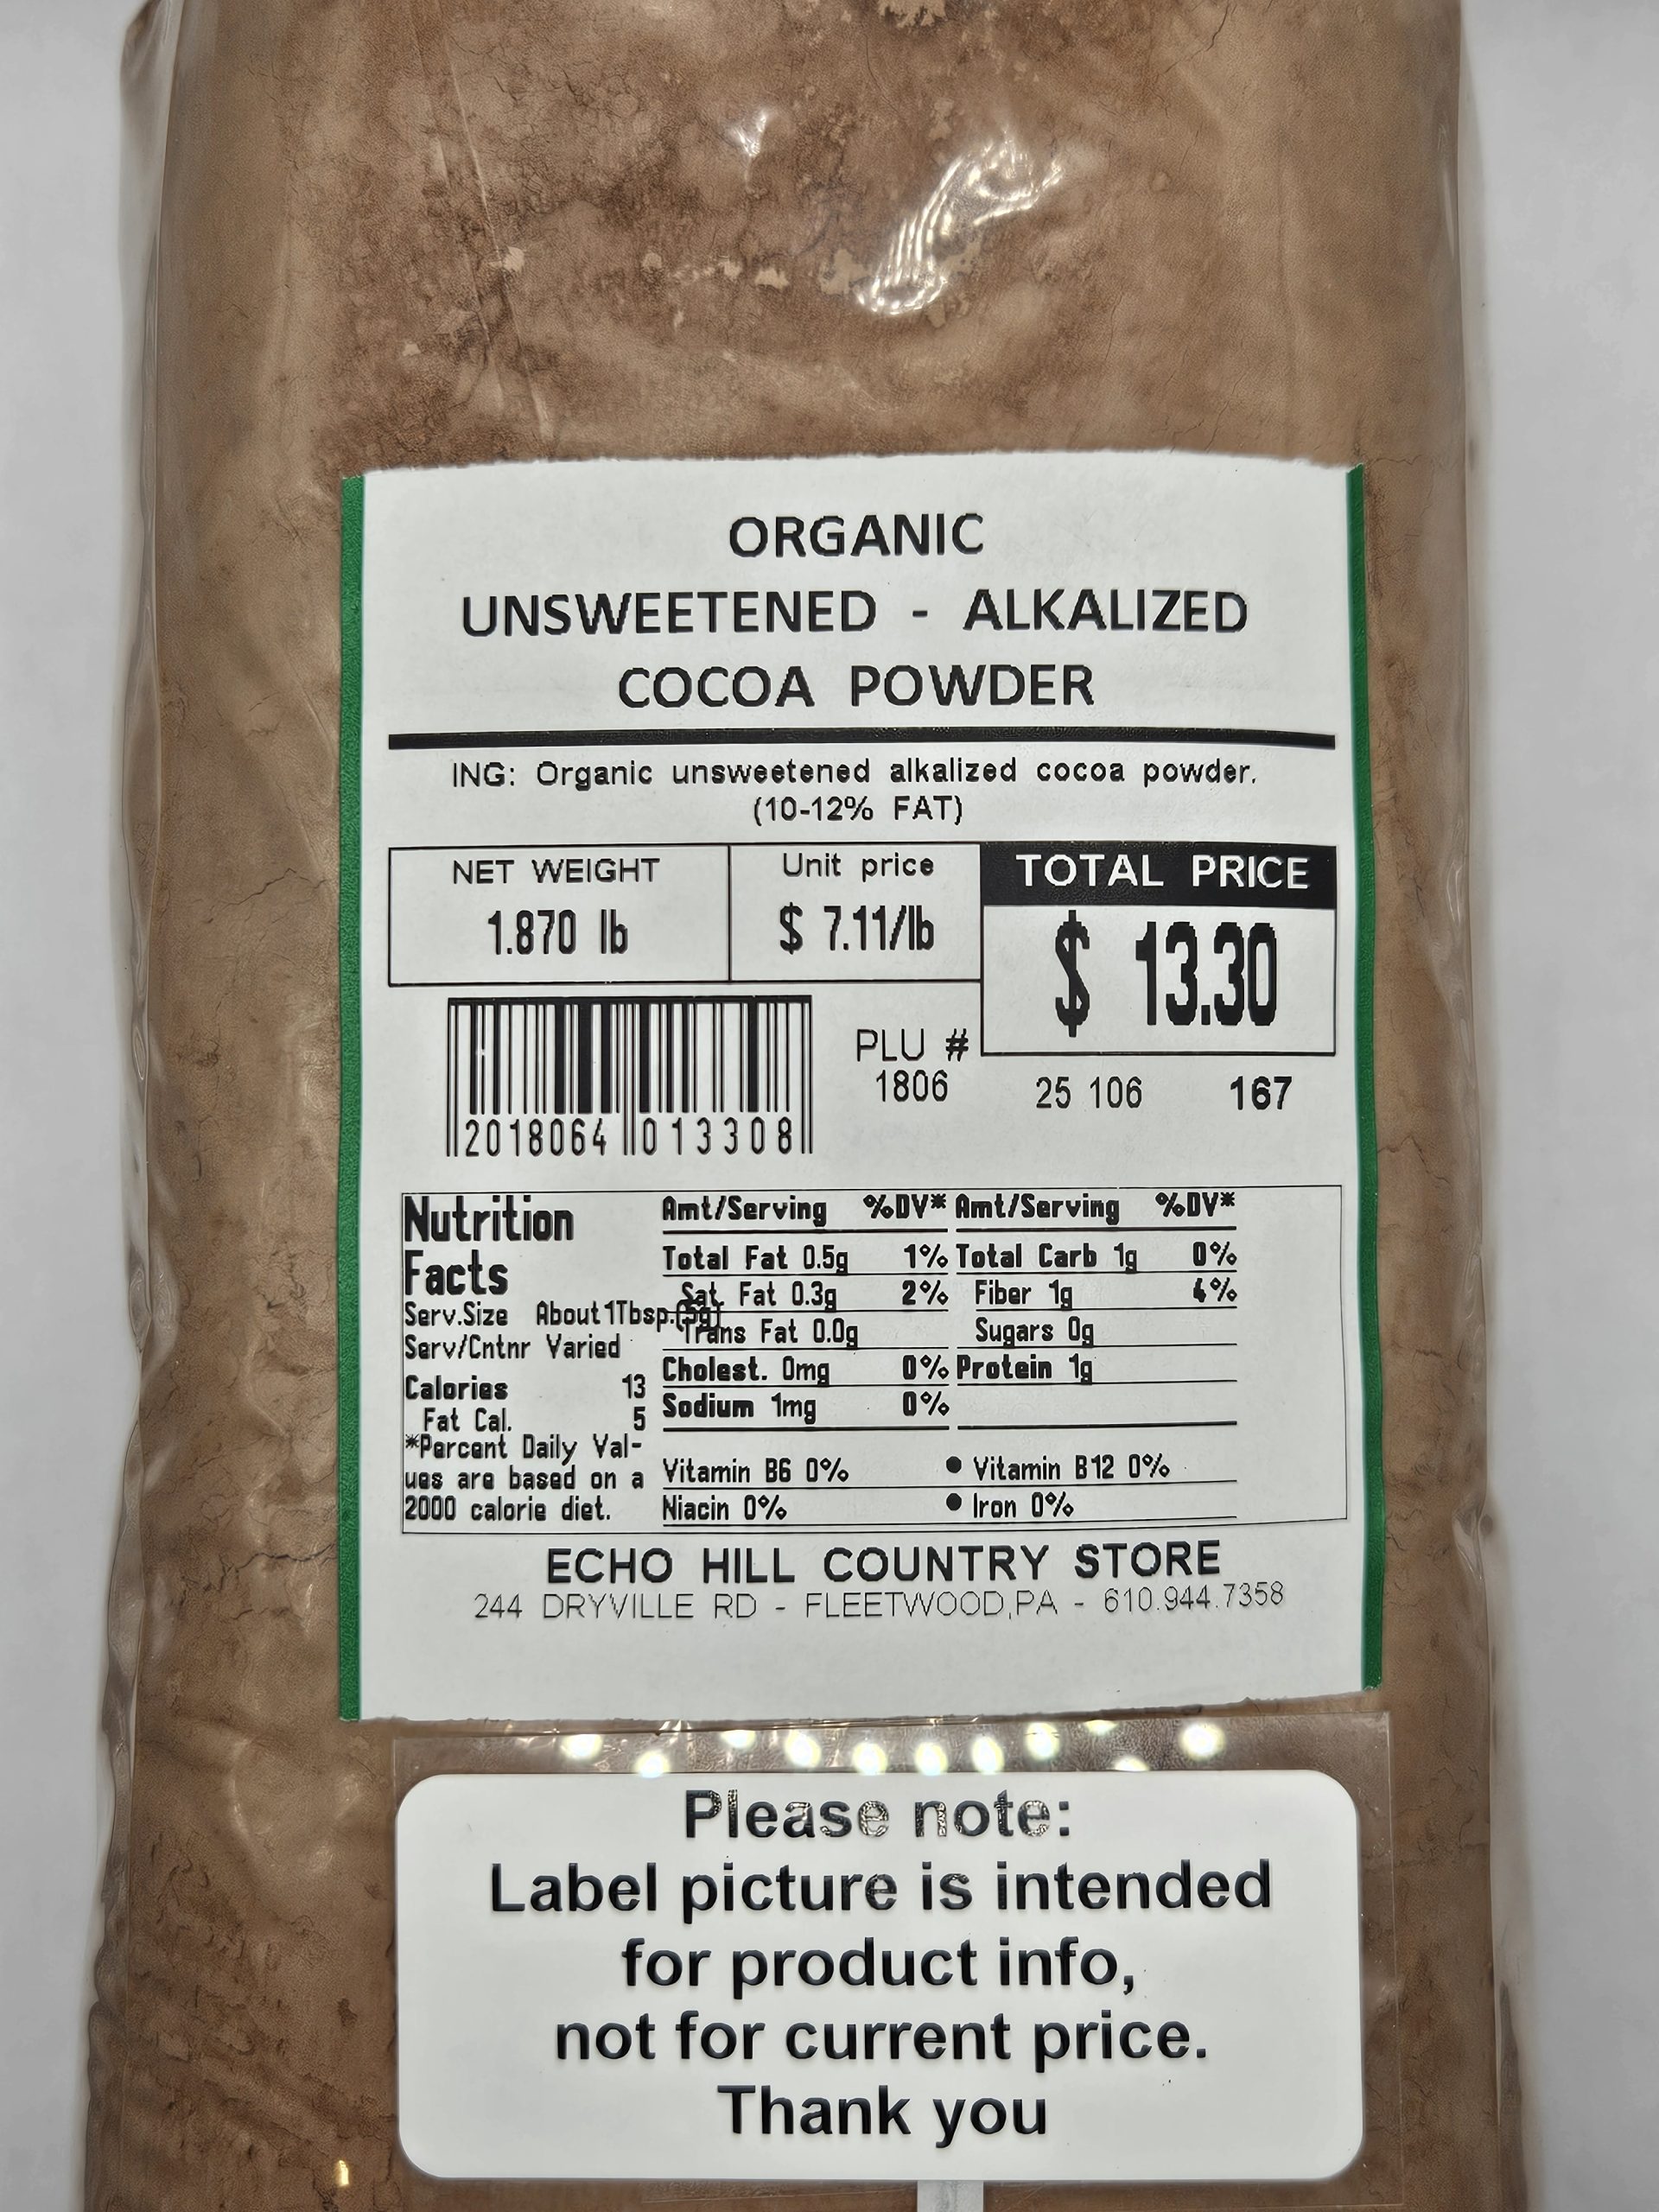 ORGANIC
UNSWEETENED - ALKALIZED
COCOA POWDER
ING: Organic unsweetened alkalized cocoa powder.
(10-12% FAT)
NET WEIGHT
1.870 lb
Unit price
$ 7.11/lb
TOTAL PRICE
$ 13.30
2018064 013308
PLU #
1806
25 106 167
Nutrition
Facts
Serv.Size About 1Tbsp.(5g)
Serv/Cntnr Varied
Calories 13
Fat Cal. 5
*Percent Daily Val-
ues are based on a
2000 calorie diet.
Amt/Serving %DV*
Total Fat 0.5g 1%
Sat. Fat 0.3g 2%
Trans Fat 0.0g
Cholest. 0mg 0%
Sodium 1mg 0%
Amt/Serving %DV*
Total Carb 1g 0%
Fiber 1g 4%
Sugars 0g
Protein 1g
Vitamin B6 0% • Vitamin B12 0%
Niacin 0% • Iron 0%
ECHO HILL COUNTRY STORE
244 DRYVILLE RD - FLEETWOOD,PA - 610.944.7358
Please note:
Label picture is intended
for product info,
not for current price.
Thank you